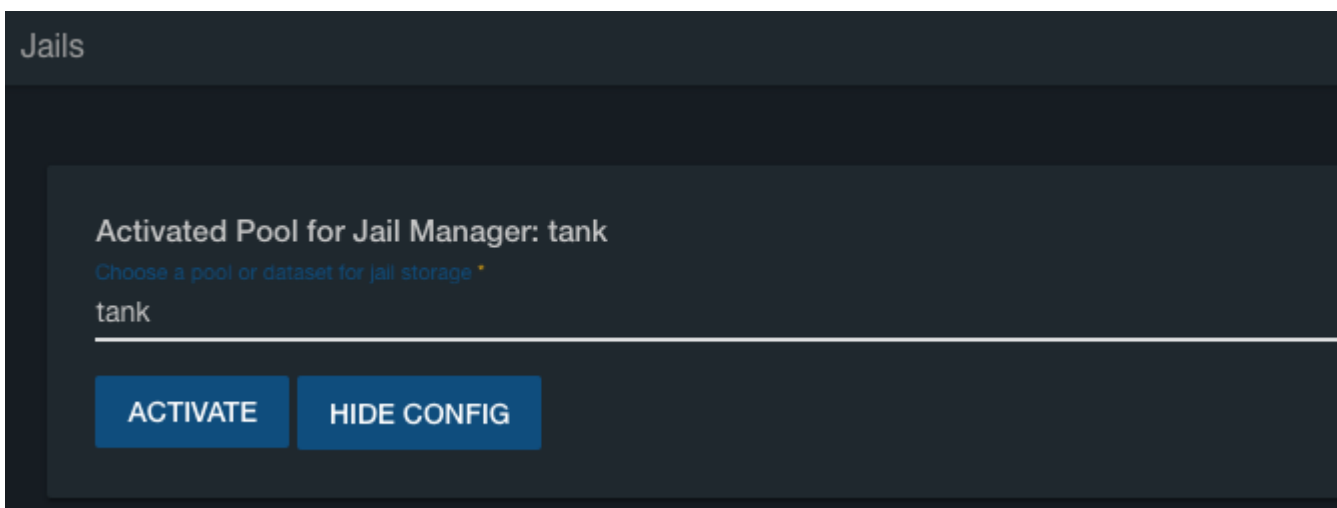 Jails
Activated Pool for Jail Manager: tank
Choose a pool or dataset for jail storage *
tank
ACTIVATE
HIDE CONFIG